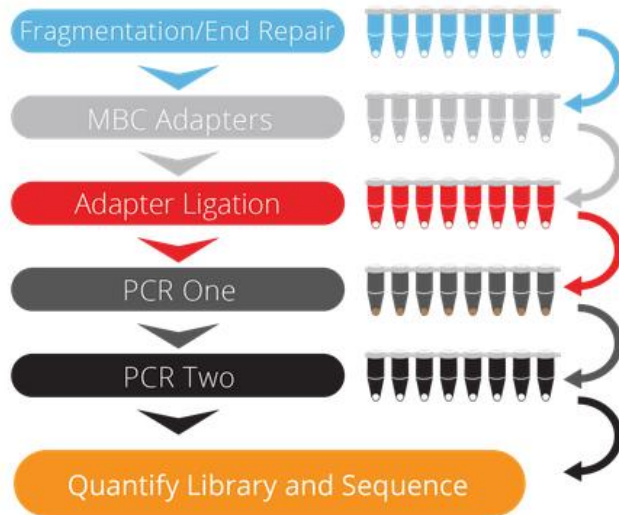 Fragmentation/End Repair
MBC Adapters
Adapter Ligation
PCR One
PCR Two
Quantify Library and Sequence